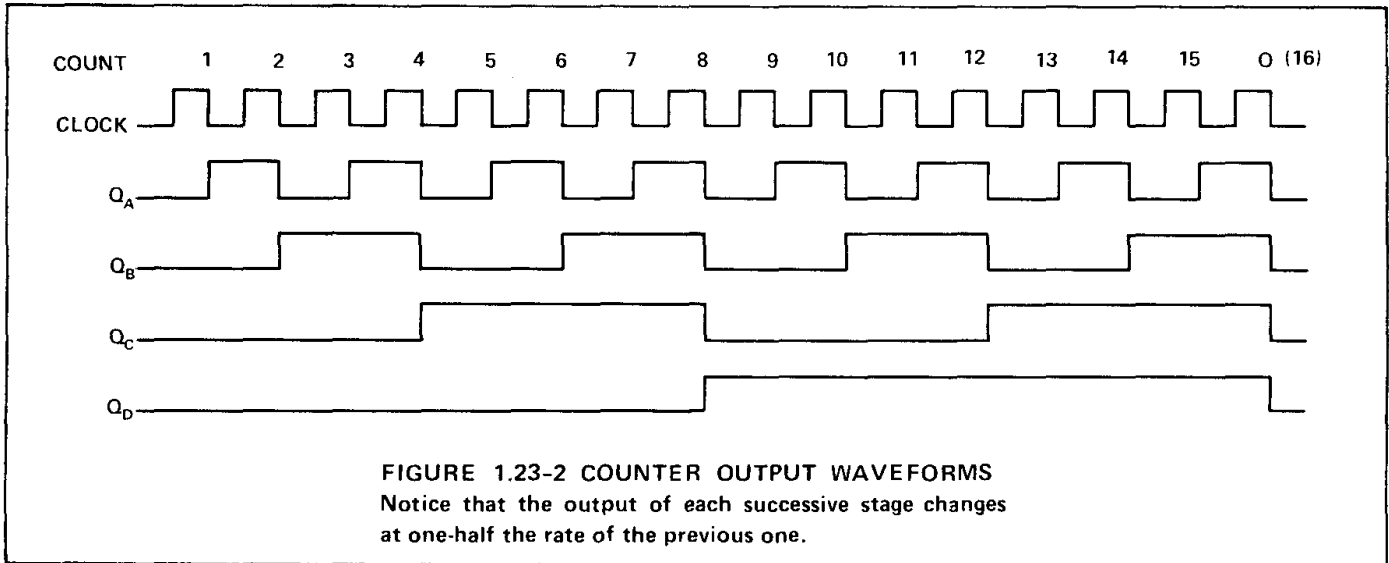 COUNT 1 2 3 4 5 6 7 8 9 10 11 12 13 14 15 0 (16)
CLOCK
QA
QB
QC
QD
FIGURE 1.23-2 COUNTER OUTPUT WAVEFORMS
Notice that the output of each successive stage changes
at one-half the rate of the previous one.